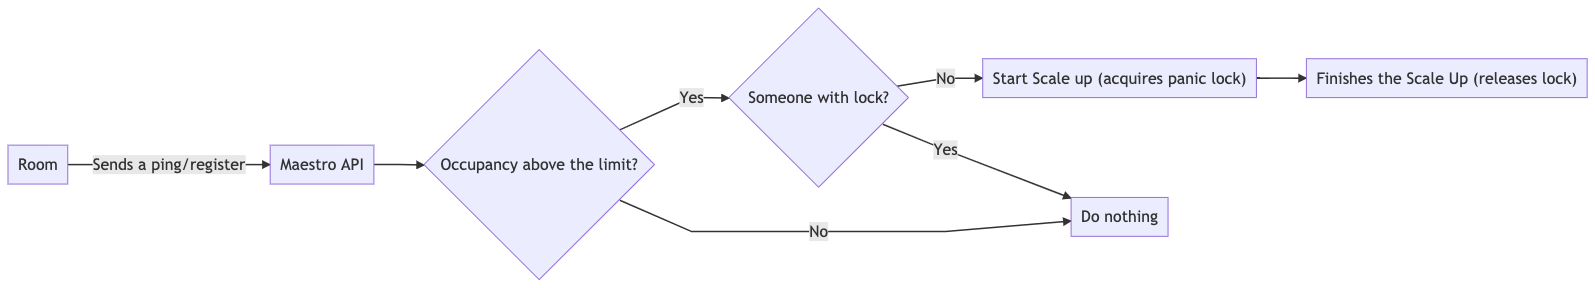 Room
Sends a ping/register
Maestro API
Occupancy above the limit?
Yes
Someone with lock?
No
Start Scale up (acquires panic lock)
Finishes the Scale Up (releases lock)
Yes
No
Do nothing